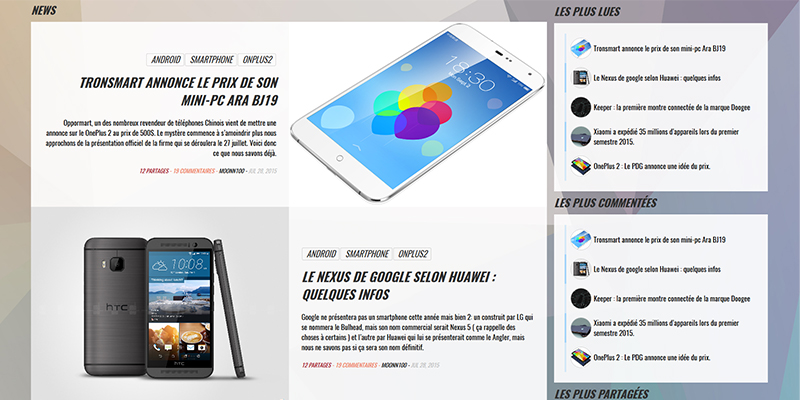 NEWS
ANDROID SMARTPHONE ONPLUS2
TRONSMART ANNONCE LE PRIX DE SON
MINI-PC ARA BJ19
Oppormart, un des nombreux revendeur de téléphones Chinois vient de mettre une
annonce sur le OnePlus 2 au prix de 500$. Le mystère commence à s'amoindrir plus nous
approchons de la présentation officiel de la firme qui se déroulera le 27 juillet. Voici donc
ce que nous savons déjà.
12 PARTAGES - 19 COMMENTAIRES - MOONN100 - JUIL 28, 2015
18:30
hTC
10:08
HTC
ANDROID SMARTPHONE ONPLUS2
LE NEXUS DE GOOGLE SELON HUAWEI :
QUELQUES INFOS
Google ne présentera pas un smartphone cette année mais bien 2: un construit par LG qui
se nommera le Bulhead, mais son nom commercial serait Nexus 5 ( ça rappelle des
choses à certains ) et l'autre par Huawei qui lui se présenterait comme le Angler, mais
nous ne savons pas si ça sera son nom définitif.
12 PARTAGES - 19 COMMENTAIRES - MOONN100 - JUIL 28, 2015
LES PLUS LUES
Tronsmart annonce le prix de son mini-pc Ara BJ19
Le Nexus de google selon Huawei : quelques infos
Keeper : la première montre connectée de la marque Doogee
Xiaomi a expédié 35 millions d'appareils lors du premier
semestre 2015.
OnePlus 2 : Le PDG annonce une idée du prix.
LES PLUS COMMENTÉES
Tronsmart annonce le prix de son mini-pc Ara BJ19
Le Nexus de google selon Huawei : quelques infos
Keeper : la première montre connectée de la marque Doogee
Xiaomi a expédié 35 millions d'appareils lors du premier
semestre 2015.
OnePlus 2 : Le PDG annonce une idée du prix.
LES PLUS PARTAGÉES